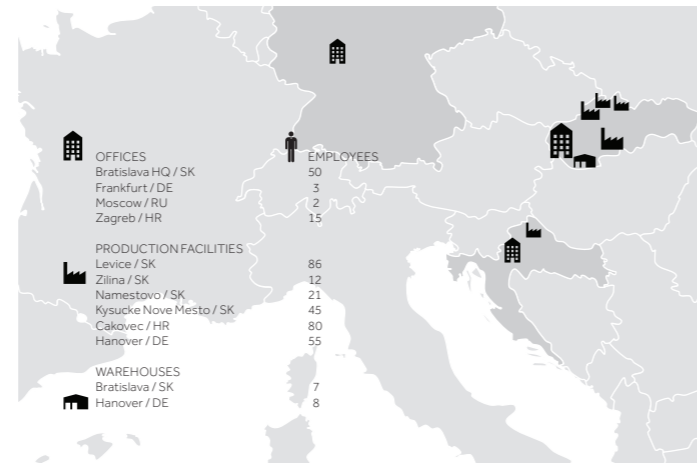 OFFICES EMPLOYEES
Bratislava HQ / SK 50
Frankfurt / DE 3
Moscow / RU 2
Zagreb / HR 15
PRODUCTION FACILITIES
Levice / SK 86
Zilina / SK 12
Namestovo / SK 21
Kysucke Nove Mesto / SK 45
Cakovec / HR 80
Hanover / DE 55
WAREHOUSES
Bratislava / SK 7
Hanover / DE 8